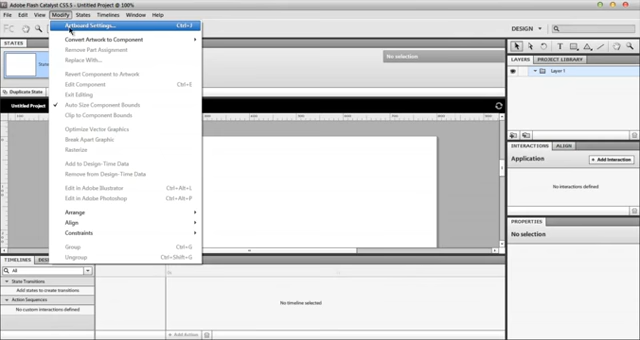 Adobe Flash Catalyst CS5.5 - Untitled Project @ 100%
File Edit View Modify States Timelines Window Help
DESIGN
Artboard Settings... Ctrl+J
Convert Artwork to Component
Remove Part Assignment
Replace With...
Revert Component to Artwork
Edit Component Ctrl+E
Exit Editing
Auto Size Component Bounds
Clip to Component Bounds
Optimize Vector Graphics
Break Apart Graphic
Rasterize
Add to Design-Time Data
Remove from Design-Time Data
Edit in Adobe Illustrator Ctrl+Alt+L
Edit in Adobe Photoshop Ctrl+Alt+P
Arrange
Align
Constraints
Group Ctrl+G
Ungroup Ctrl+Shift+G
STATES
Duplicate State
Untitled Project
No selection
LAYERS PROJECT LIBRARY
Layer 1
INTERACTIONS ALIGN
Application
+ Add Interaction
No interactions defined
PROPERTIES
No selection
TIMELINES
All
State Transitions
Add states to create transitions
Action Sequences
No custom interactions defined
No timeline selected
+ Add Action